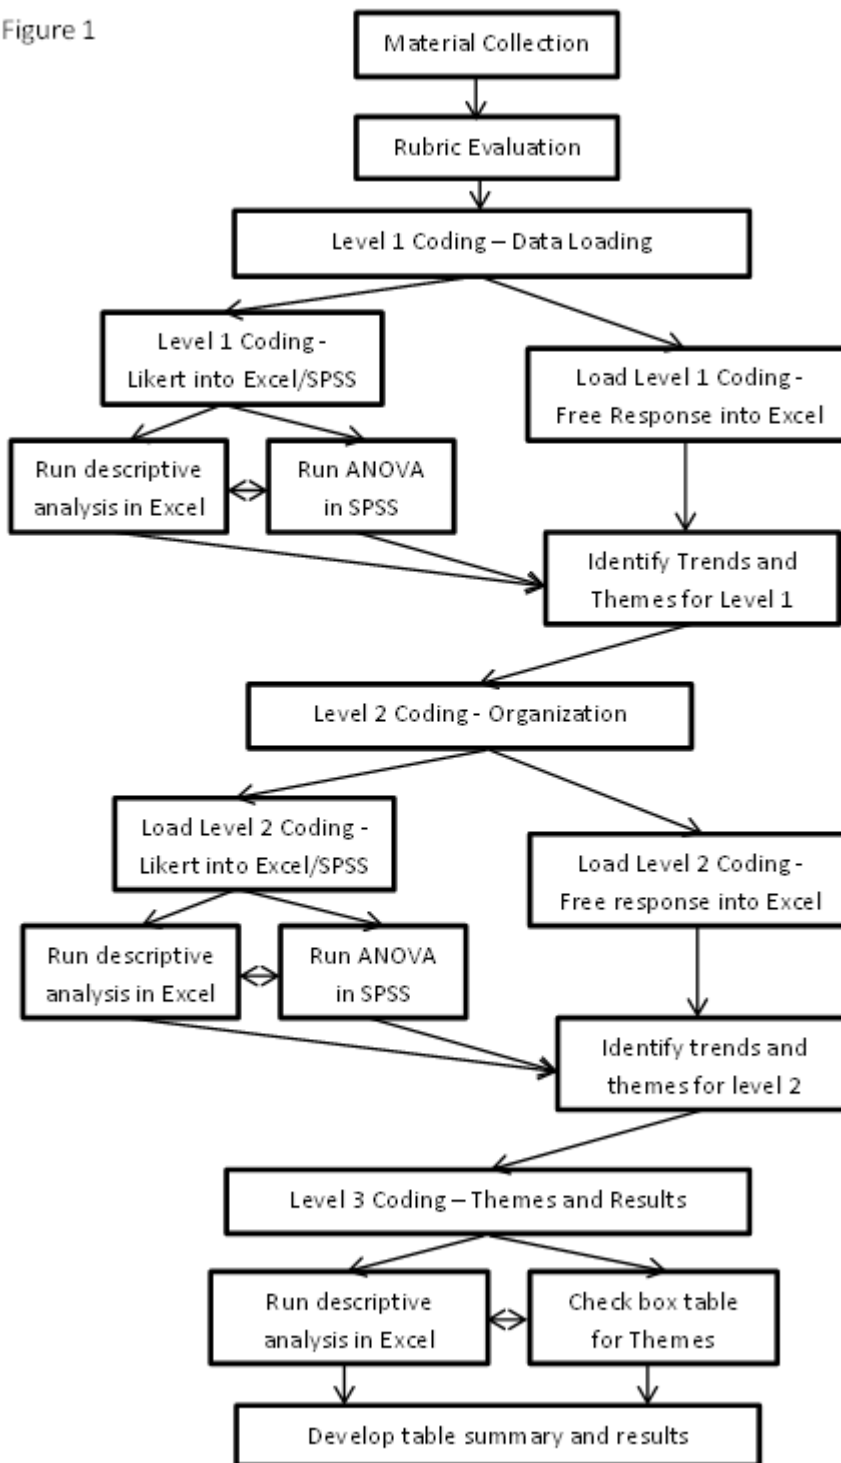 Figure 1
Material Collection
Rubric Evaluation
Level 1 Coding – Data Loading
Level 1 Coding -
Likert into Excel/SPSS
Load Level 1 Coding -
Free Response into Excel
Run descriptive
analysis in Excel
Run ANOVA
in SPSS
Identify Trends and
Themes for Level 1
Level 2 Coding - Organization
Load Level 2 Coding -
Likert into Excel/SPSS
Load Level 2 Coding -
Free response into Excel
Run descriptive
analysis in Excel
Run ANOVA
in SPSS
Identify trends and
themes for level 2
Level 3 Coding – Themes and Results
Run descriptive
analysis in Excel
Check box table
for Themes
Develop table summary and results